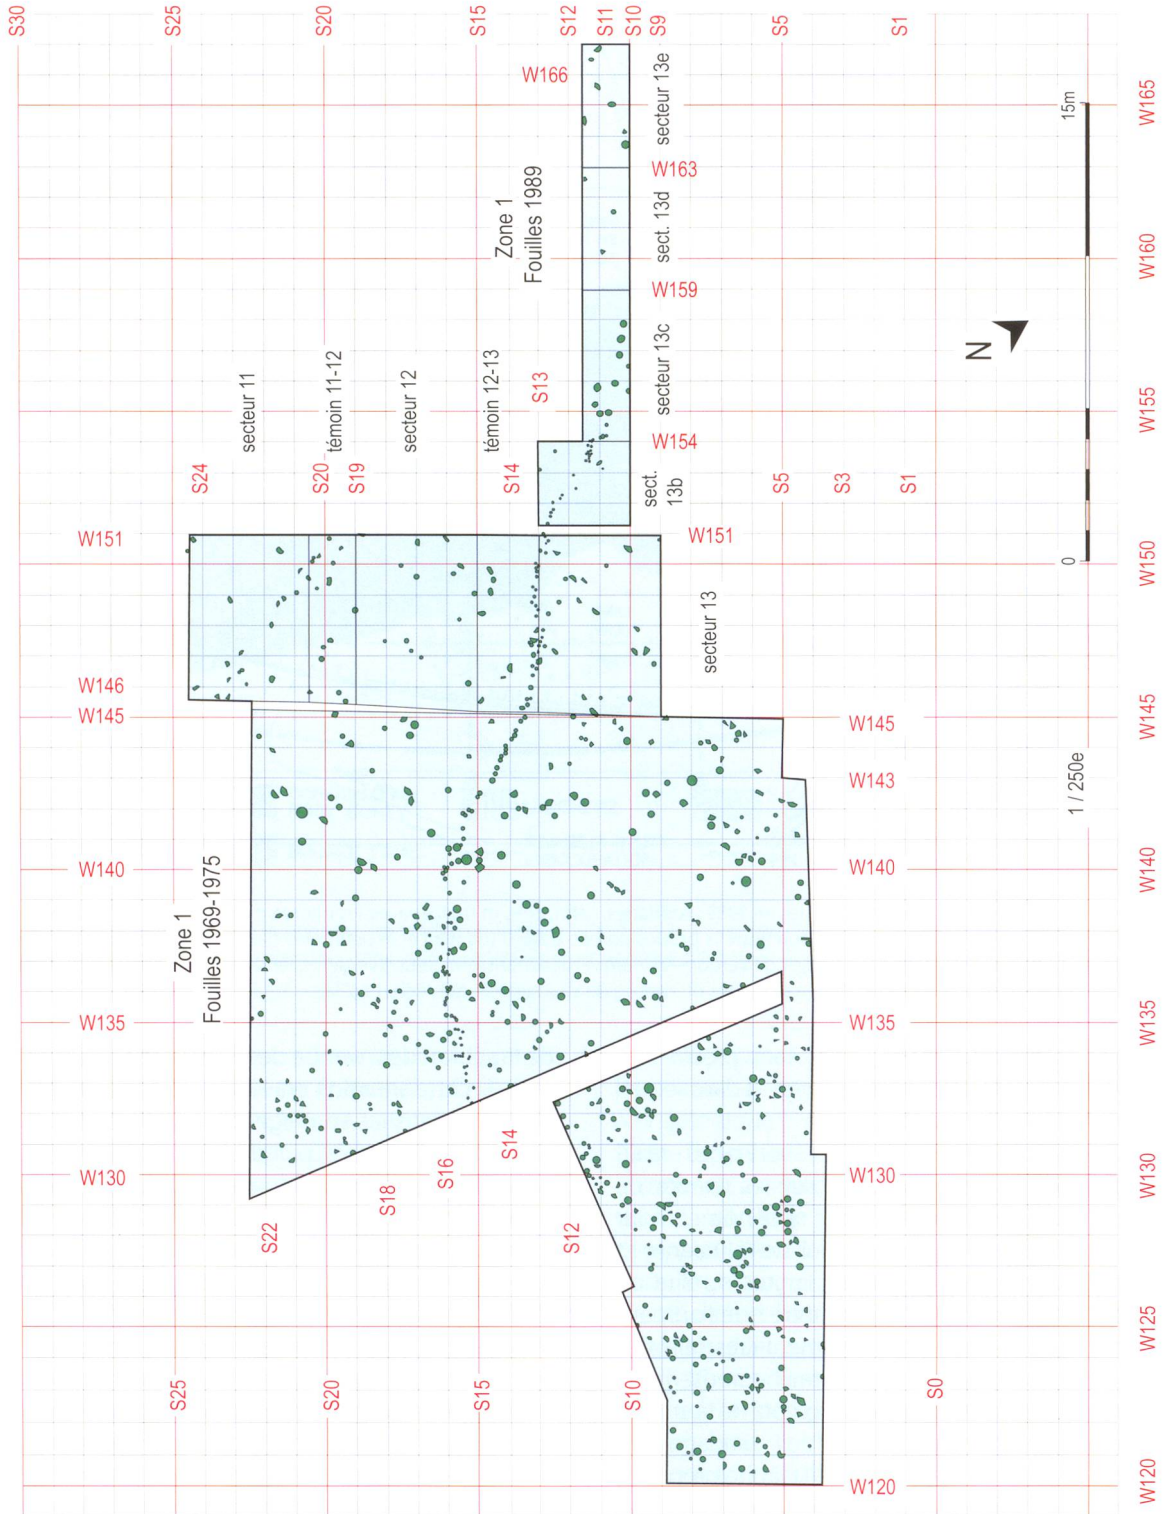 S30
S25
S20
S15
S12
S11
S10
S9
S5
S1
W166
secteur 13e
W165
15m
Zone 1
Fouilles 1989
W163
sect. 13d
W160
W159
N
secteur 11
témoin 11-12
secteur 12
témoin 12-13
S13
secteur 13c
W155
W154
S24
S20
S19
S14
sect.
13b
S5
S3
S1
W151
W151
W150
0
secteur 13
W146
W145
W145
W145
W143
1 / 250e
W140
W140
W140
Zone 1
Fouilles 1969-1975
W135
W135
W135
W130
W130
W130
S22
S18
S16
S14
S12
W125
S25
S20
S15
S10
S0
W120
W120